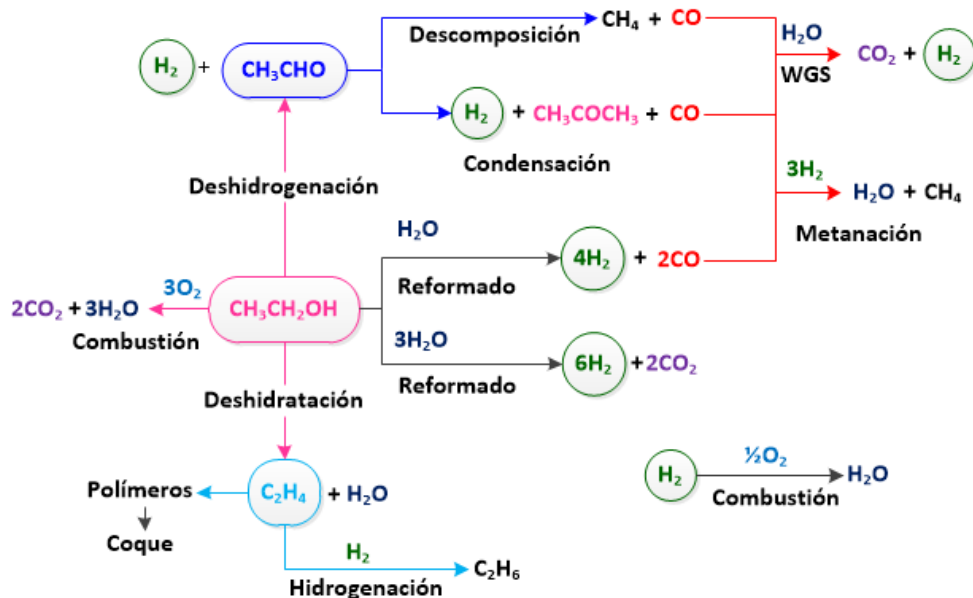 H₂ + CH₃CHO
Descomposición
CH₄ + CO
H₂O
WGS
CO₂ + H₂
H₂ + CH₃COCH₃ + CO
Condensación
Deshidrogenación
3H₂
H₂O + CH₄
Metanación
H₂O
Reformado
4H₂ + 2CO
2CO₂ + 3H₂O
3O₂
Combustión
CH₃CH₂OH
3H₂O
Reformado
6H₂ +2CO₂
Deshidratación
Polímeros
C₂H₄ + H₂O
Coque
H₂
Hidrogenación
C₂H₆
H₂
½O₂
Combustión
H₂O